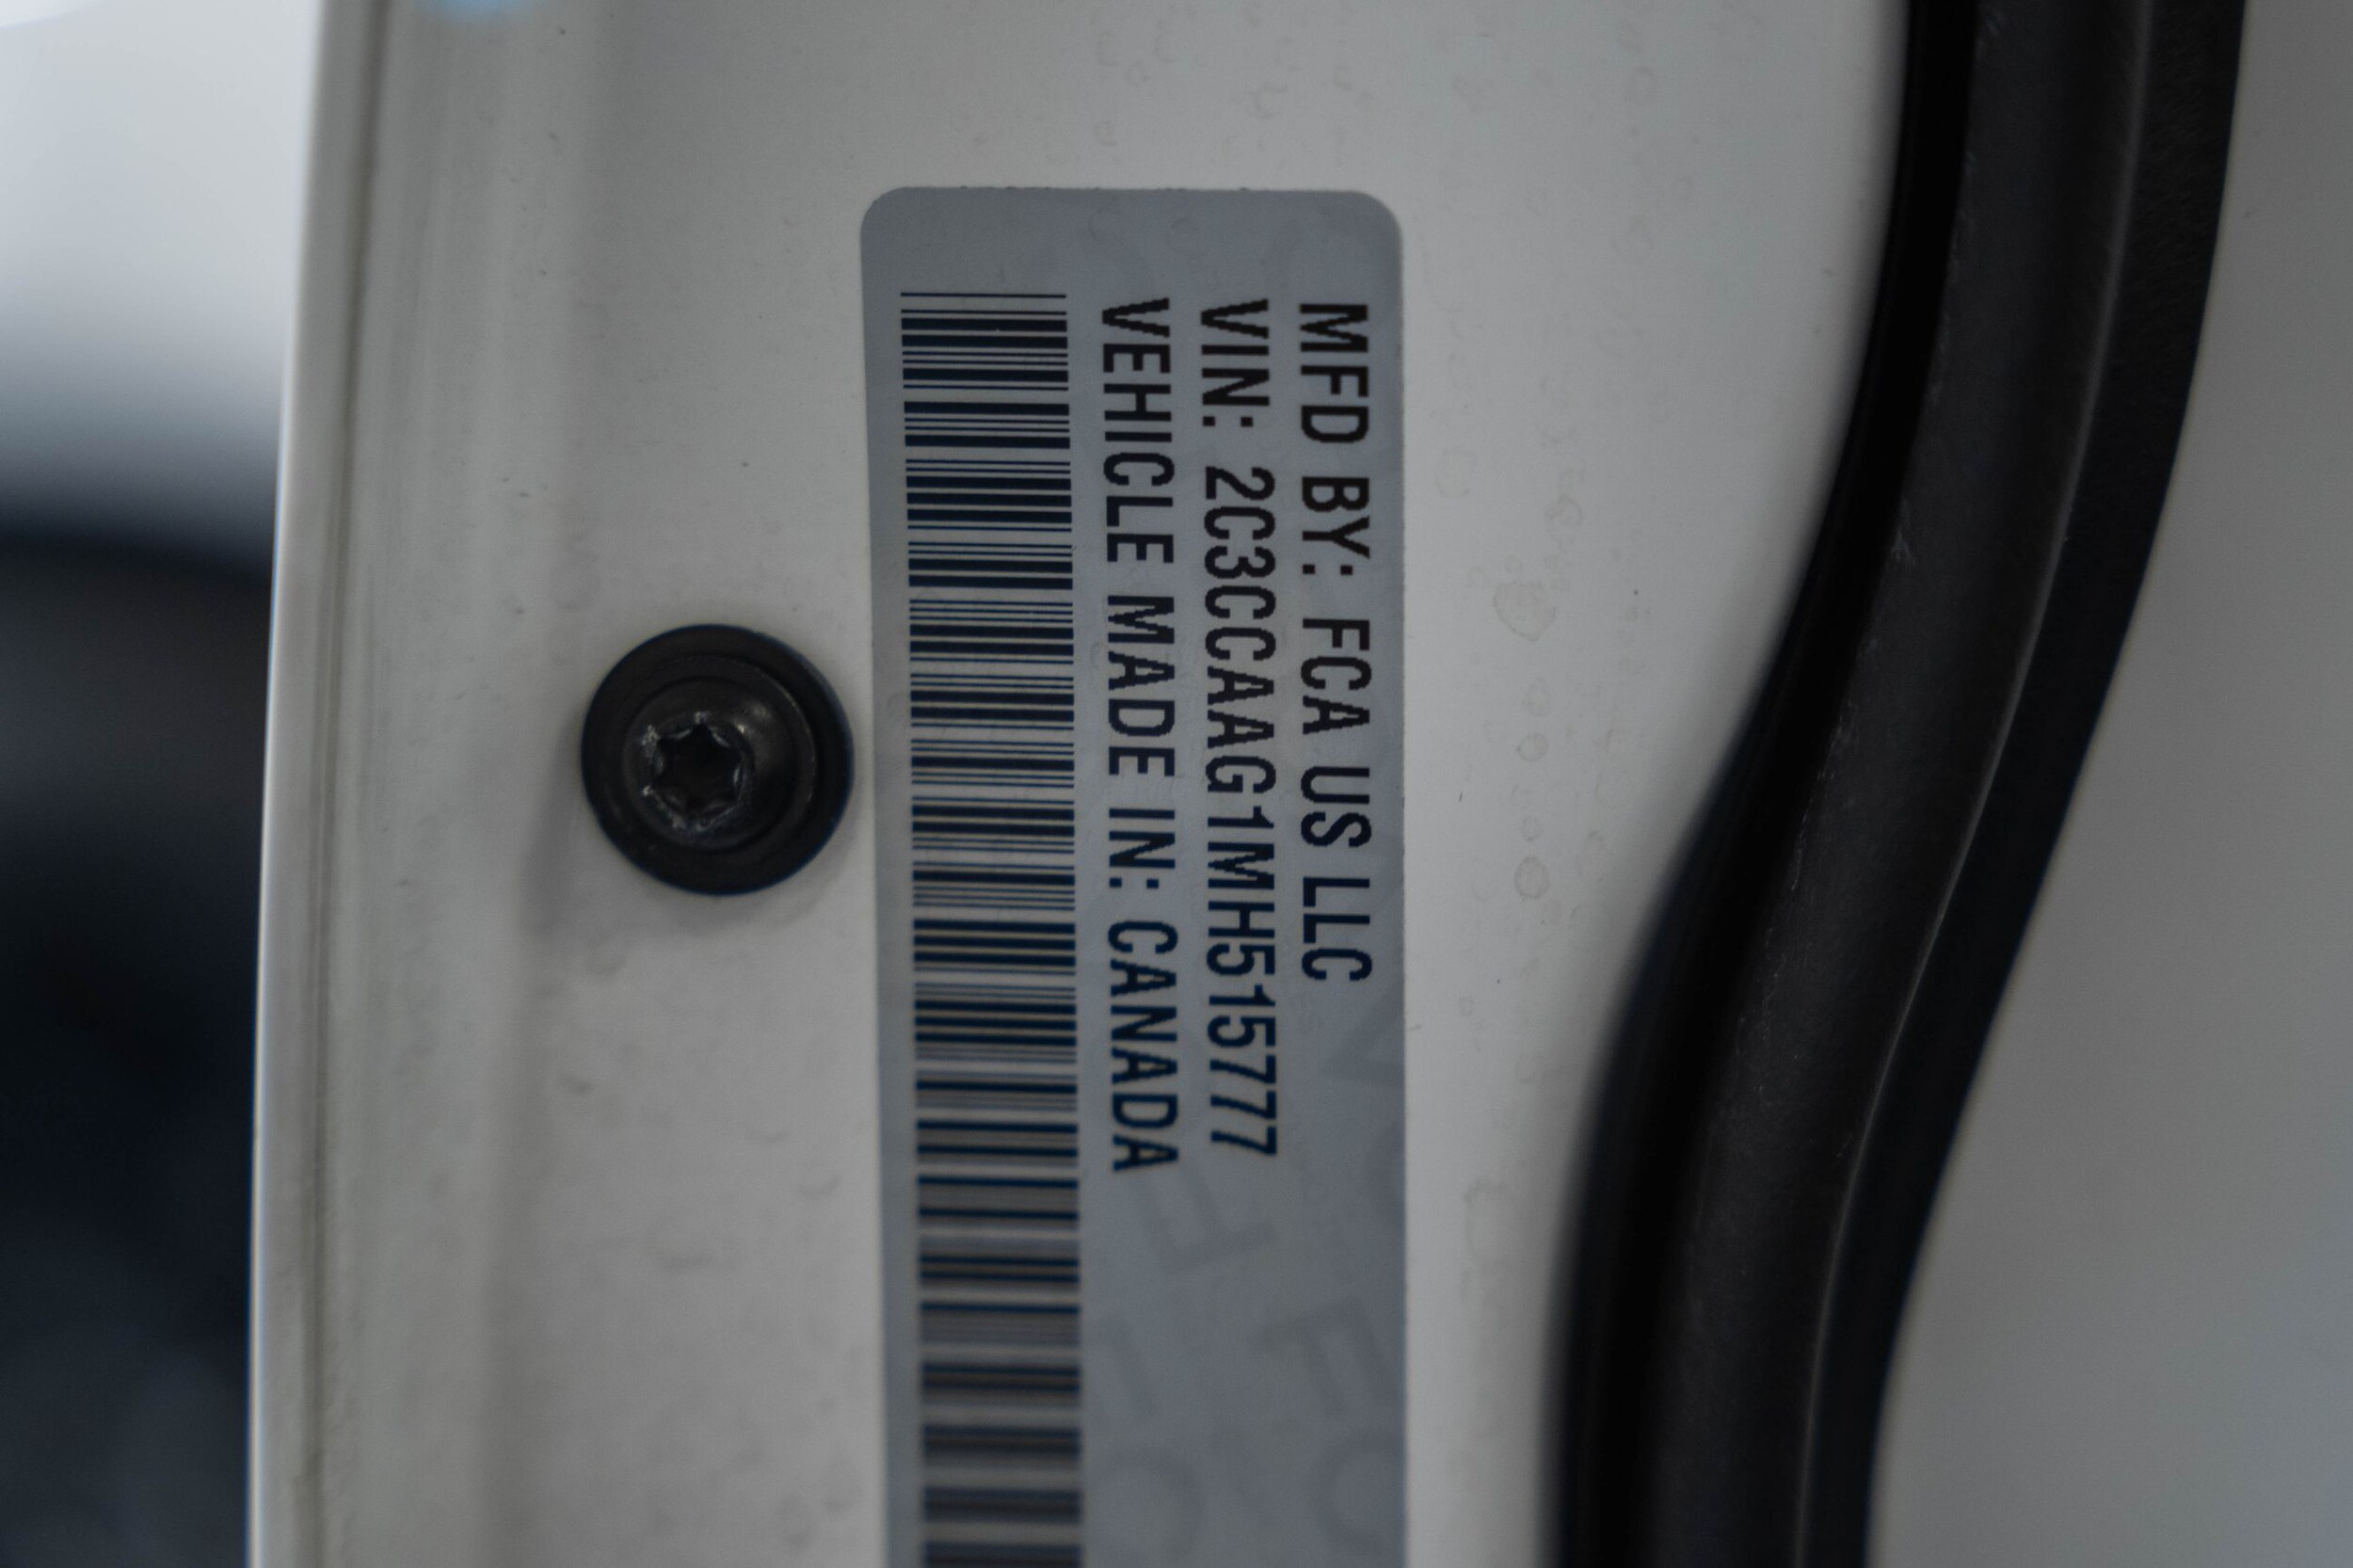 MFD BY: FCA US LLC
VIN: 2C3CCAAG1MH515777
VEHICLE MADE IN: CANADA